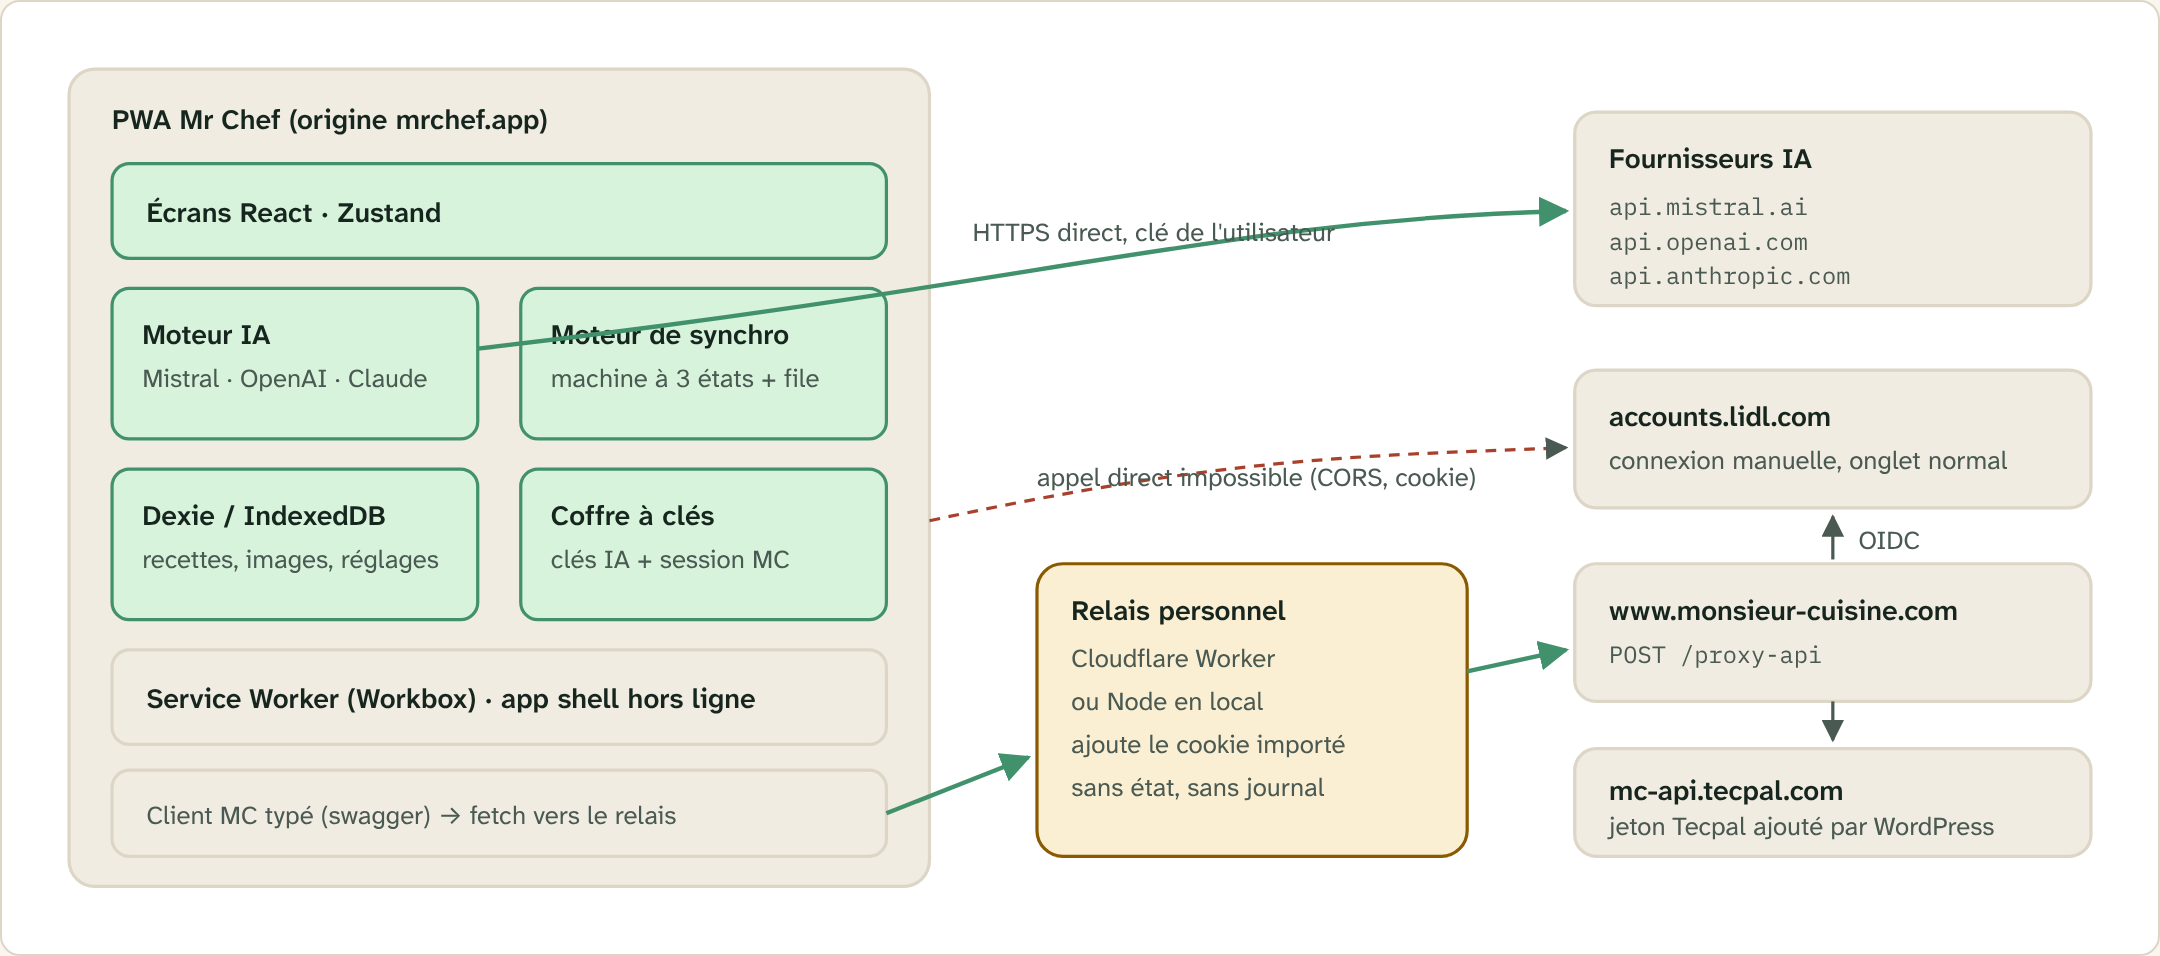 PWA Mr Chef (origine mrchef.app)
Écrans React · Zustand
Moteur IA
Mistral · OpenAI · Claude
Moteur de synchro
machine à 3 états + file
Dexie / IndexedDB
recettes, images, réglages
Coffre à clés
clés IA + session MC
Service Worker (Workbox) · app shell hors ligne
Client MC typé (swagger) → fetch vers le relais
HTTPS direct, clé de l'utilisateur
appel direct impossible (CORS, cookie)
Relais personnel
Cloudflare Worker
ou Node en local
ajoute le cookie importé
sans état, sans journal
Fournisseurs IA
api.mistral.ai
api.openai.com
api.anthropic.com
accounts.lidl.com
connexion manuelle, onglet normal
OIDC
www.monsieur-cuisine.com
POST /proxy-api
mc-api.tecpal.com
jeton Tecpal ajouté par WordPress